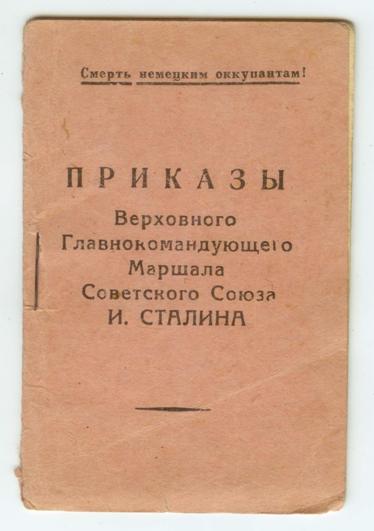 Смерть немецким оккупантам!
ПРИКАЗЫ
Верховного
Главнокомандующего
Маршала
Советского Союза
И. СТАЛИНА